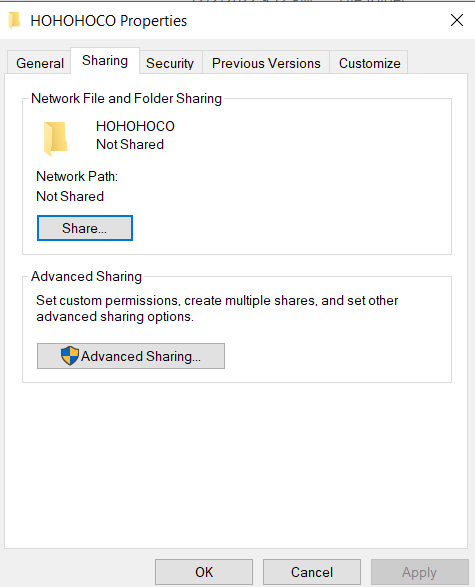 HOHOHOCO Properties
General
Sharing
Security
Previous Versions
Customize
Network File and Folder Sharing
HOHOHOCO
Not Shared
Network Path:
Not Shared
Share...
Advanced Sharing
Set custom permissions, create multiple shares, and set other
advanced sharing options.
Advanced Sharing...
OK
Cancel
Apply